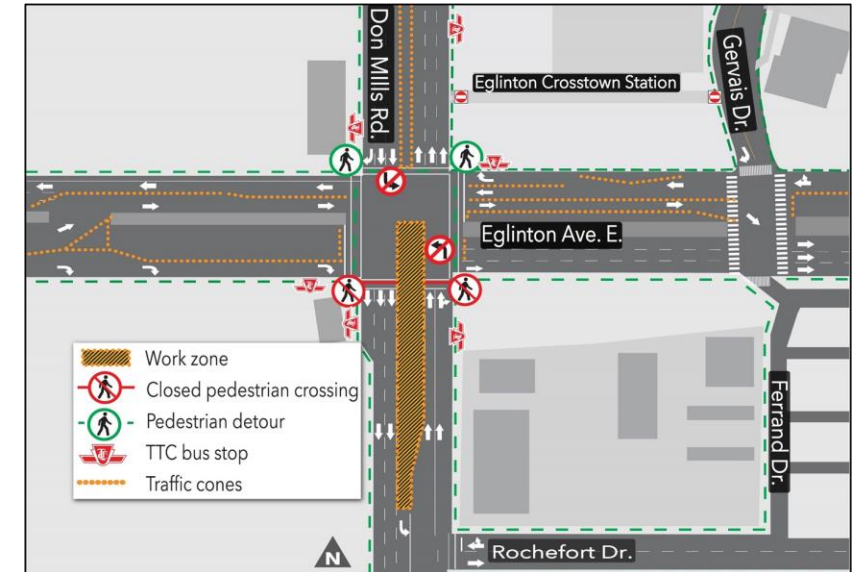 Don Mills Rd.
Gervais Dr.
Eglinton Crosstown Station
Eglinton Ave. E.
Work zone
Closed pedestrian crossing
Pedestrian detour
TTC bus stop
Traffic cones
Ferrand Dr.
N
Rochefort Dr.